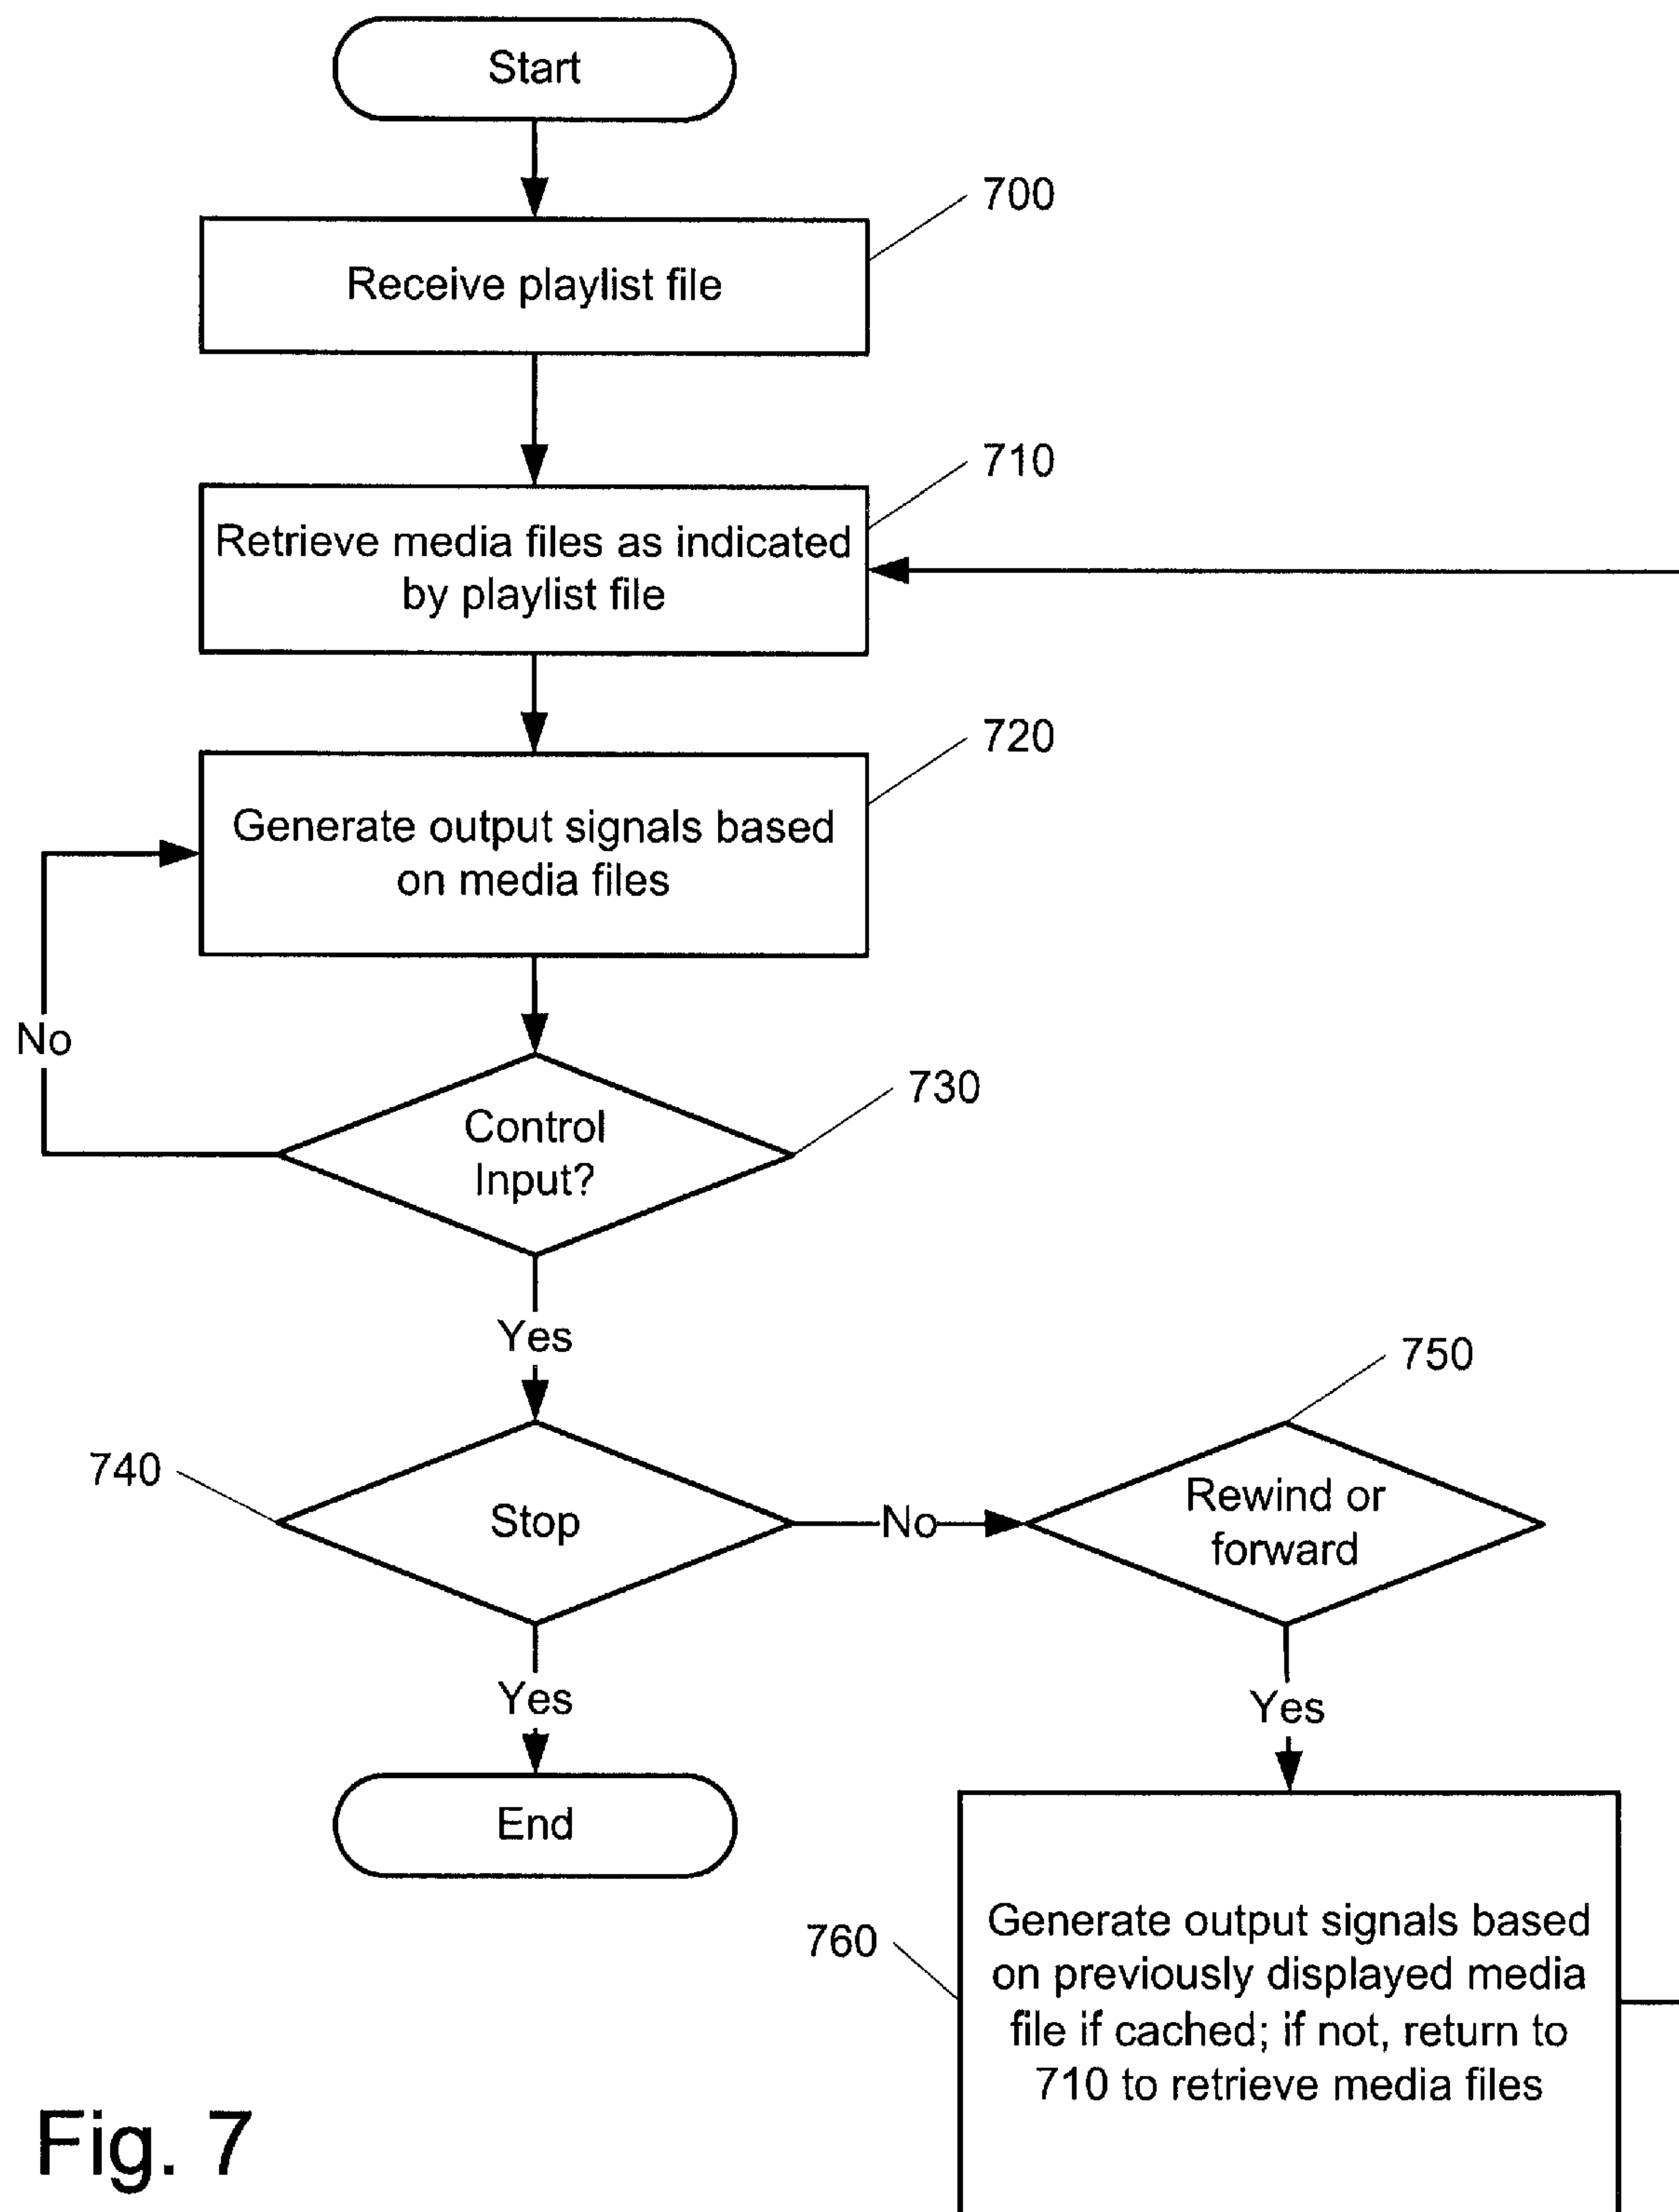 Start
700
Receive playlist file
710
Retrieve media files as indicated
by playlist file
720
Generate output signals based
on media files
No
730
Control
Input?
Yes
750
740
Stop
No
Rewind or
forward
Yes
Yes
End
760
Generate output signals based
on previously displayed media
file if cached; if not, return to
710 to retrieve media files
Fig. 7